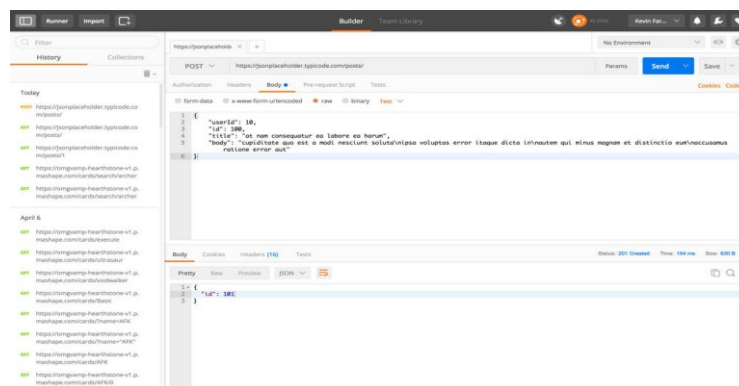 Runner
Import
Builder
Team Library
IN SYNC
Kevin Far...
Filter
History
Collections
Today
POST https://jsonplaceholder.typicode.co
m/posts/
GET https://jsonplaceholder.typicode.co
m/posts/
GET https://jsonplaceholder.typicode.co
m/posts/1
GET https://omgvamp-hearthstone-v1.p.
mashape.com/cards/search/archer
GET https://omgvamp-hearthstone-v1.p.
mashape.com/cards/search/archer
April 6
GET https://omgvamp-hearthstone-v1.p.
mashape.com/cards/execute
GET https://omgvamp-hearthstone-v1.p.
mashape.com/cards/ultrasaur
GET https://omgvamp-hearthstone-v1.p.
mashape.com/cards/voidwalker
GET https://omgvamp-hearthstone-v1.p.
mashape.com/cards/Basic
GET https://omgvamp-hearthstone-v1.p.
mashape.com/cards/?name=AFK
GET https://omgvamp-hearthstone-v1.p.
mashape.com/cards/?name="AFK"
GET https://omgvamp-hearthstone-v1.p.
mashape.com/cards/AFK
GET https://omgvamp-hearthstone-v1.p.
mashape.com/cards/AFK/0
https://jsonplaceholde
No Environment
POST
https://jsonplaceholder.typicode.com/posts/
Params
Send
Save
Authorization
Headers
Body
Pre-request Script
Tests
Cookies
Code
form-data
x-www-form-urlencoded
raw
binary
Text
1 {
2 "userId": 10,
3 "id": 100,
4 "title": "at nam consequatur ea labore ea harum",
5 "body": "cupiditate quo est a modi nesciunt soluta\nipsa voluptas error itaque dicta in\nautem qui minus magnam et distinctio eum\naccusamus
ratione error aut"
6 }
Body
Cookies
Headers (16)
Tests
Status: 201 Created
Time: 194 ms
Size: 630 B
Pretty
Raw
Preview
JSON
1 {
2 "id": 101
3 }